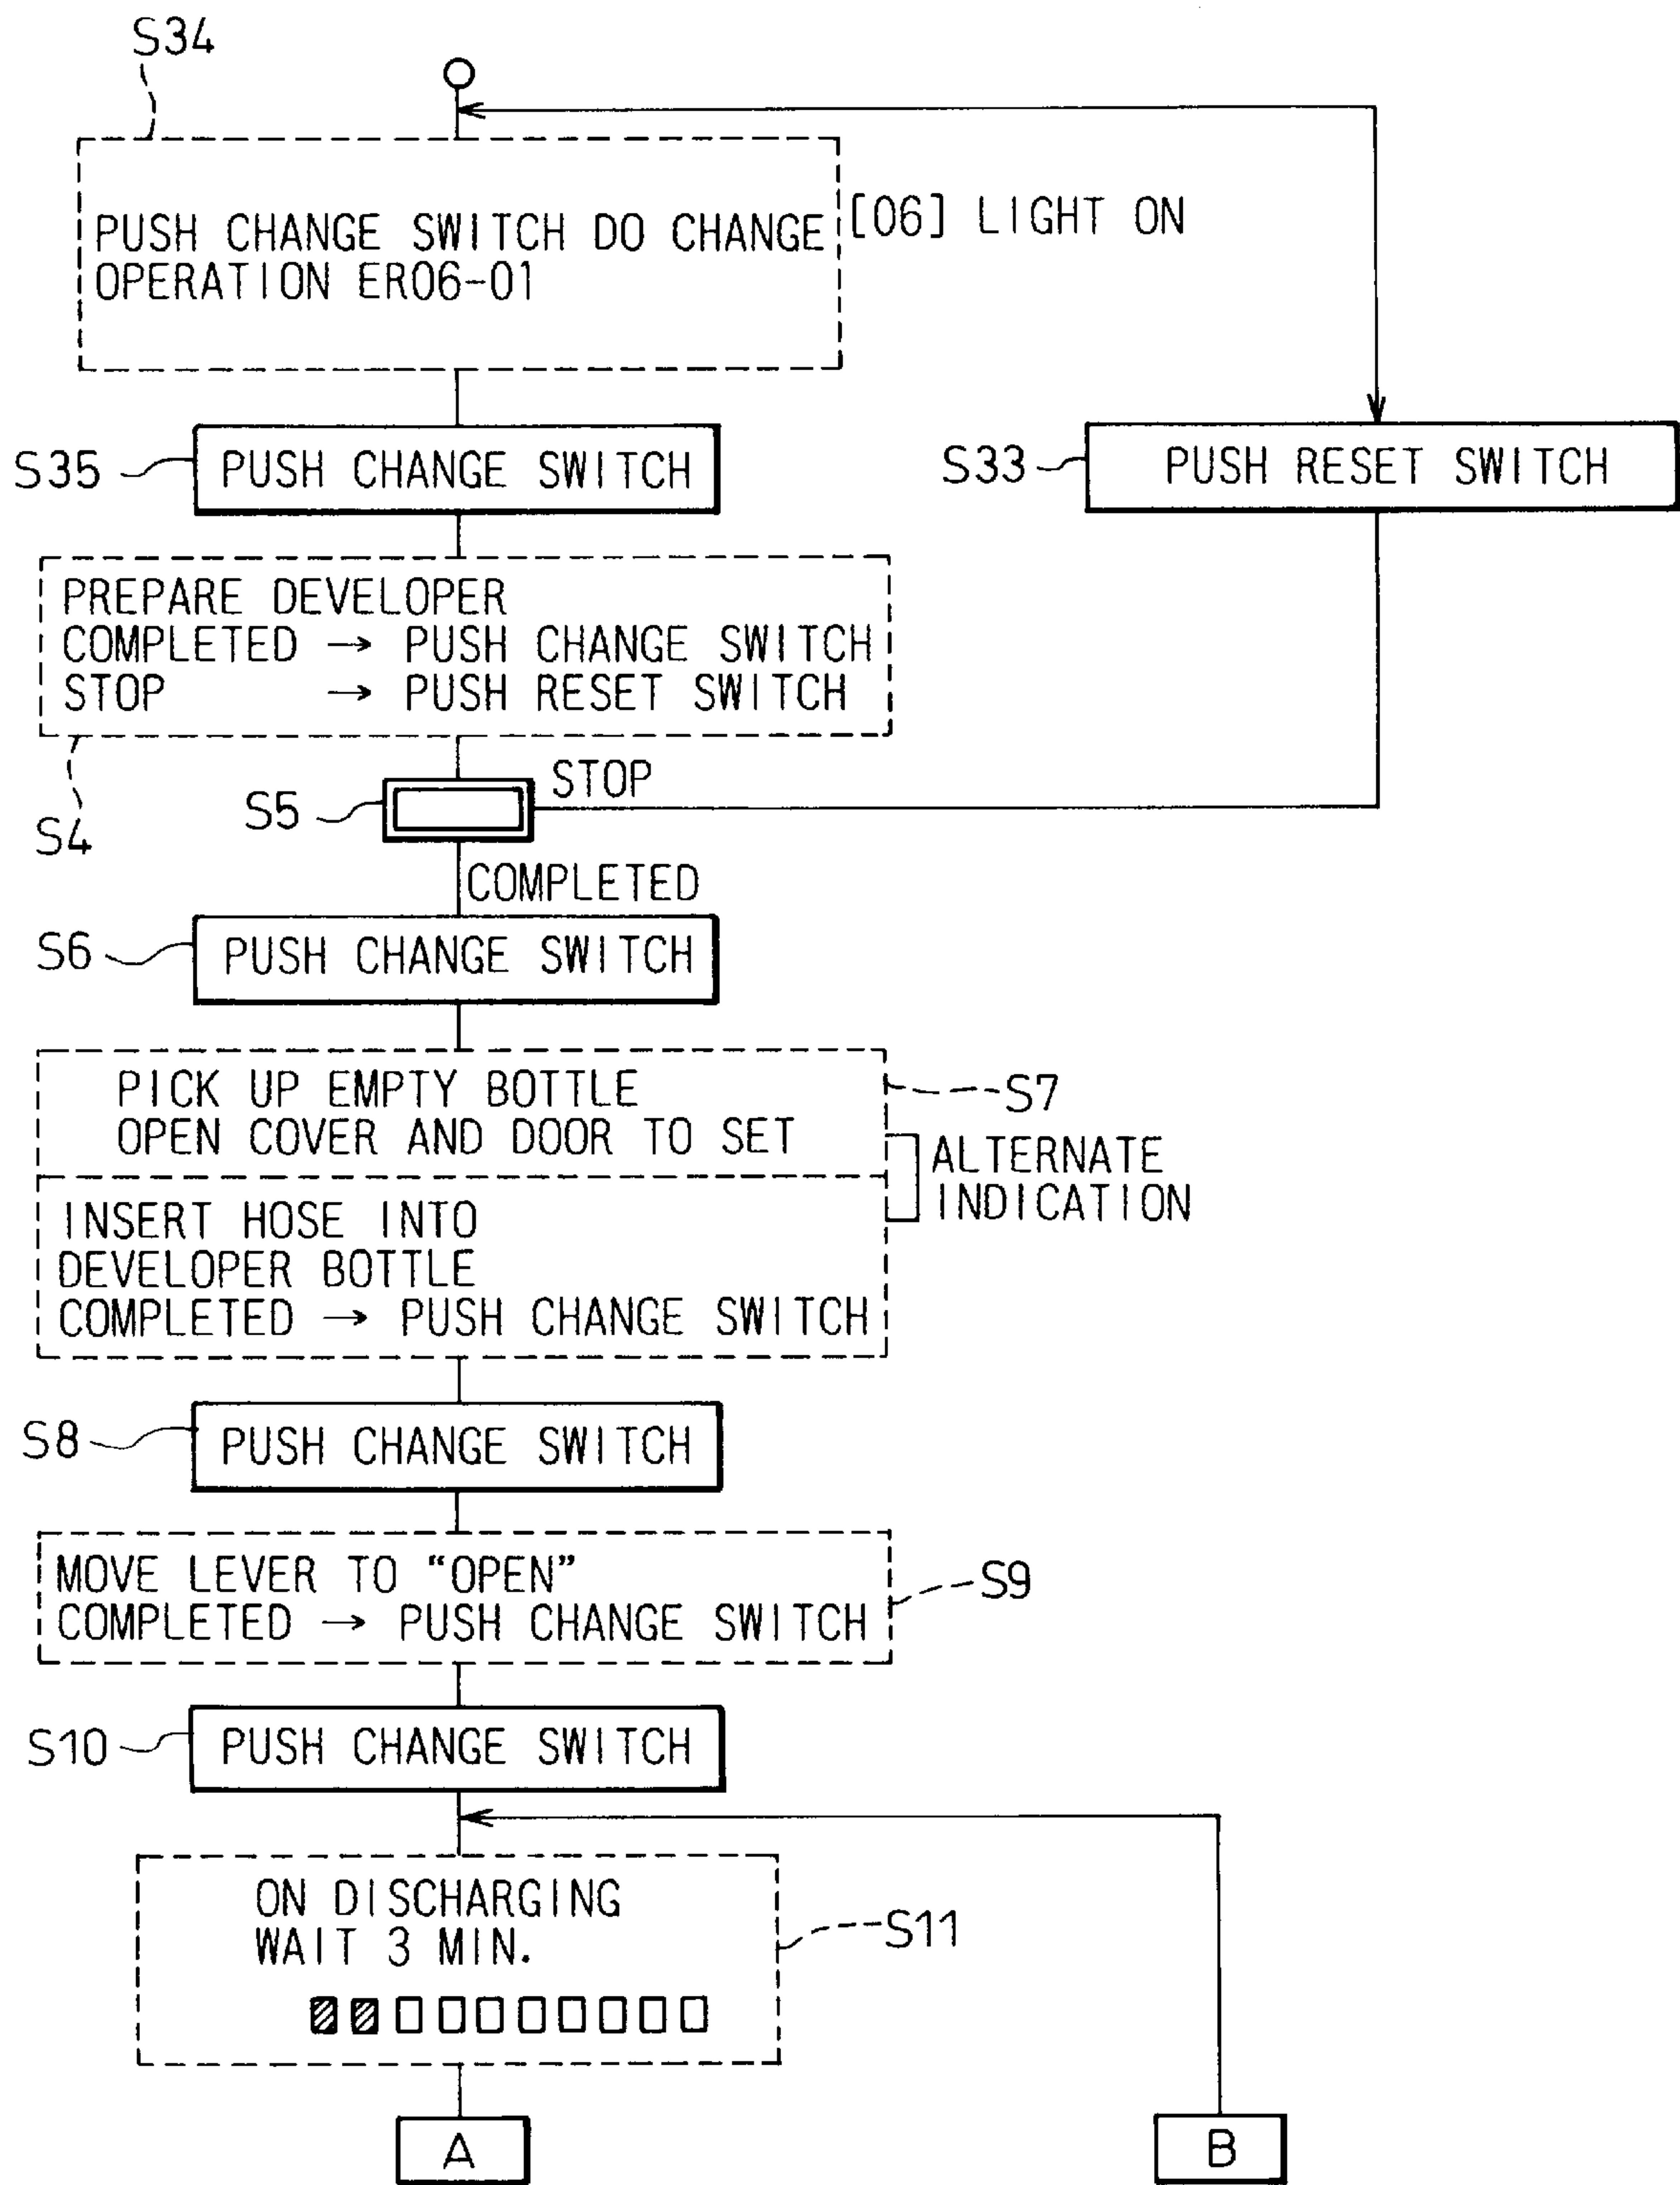 S34
PUSH CHANGE SWITCH DO CHANGE
OPERATION ER06-01
[06] LIGHT ON
S35
PUSH CHANGE SWITCH
S33
PUSH RESET SWITCH
PREPARE DEVELOPER
COMPLETED → PUSH CHANGE SWITCH
STOP → PUSH RESET SWITCH
S4
S5
STOP
COMPLETED
S6
PUSH CHANGE SWITCH
PICK UP EMPTY BOTTLE
OPEN COVER AND DOOR TO SET
S7
ALTERNATE
INDICATION
INSERT HOSE INTO
DEVELOPER BOTTLE
COMPLETED → PUSH CHANGE SWITCH
S8
PUSH CHANGE SWITCH
MOVE LEVER TO “OPEN”
COMPLETED → PUSH CHANGE SWITCH
S9
S10
PUSH CHANGE SWITCH
ON DISCHARGING
WAIT 3 MIN.
S11
A
B